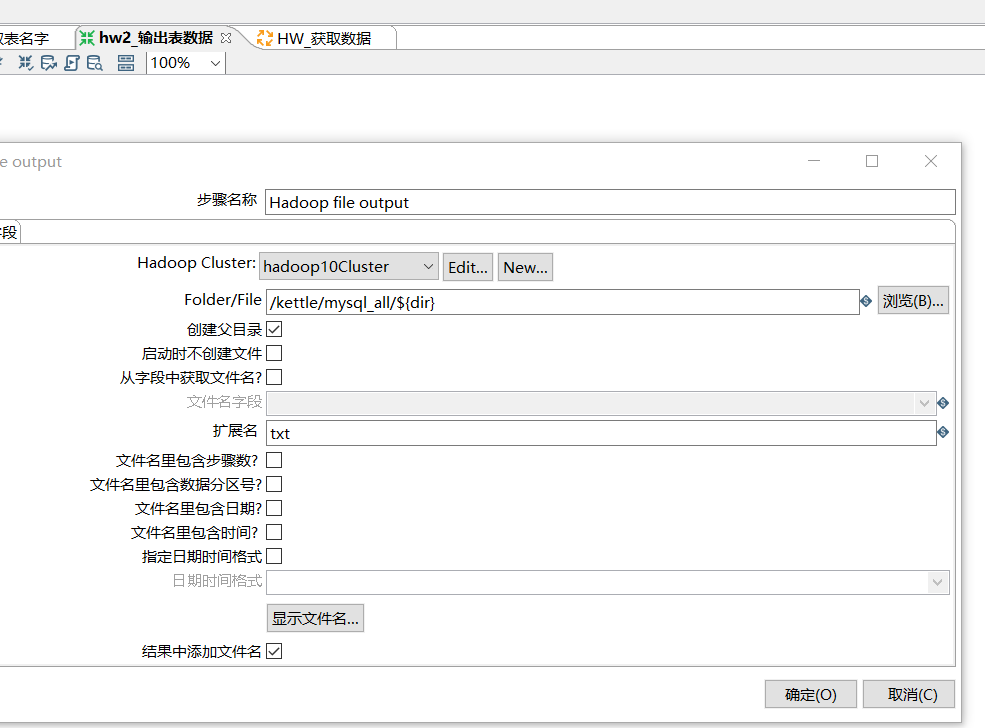 表名字 hw2_输出表数据 HW_获取数据
100%
e output
步骤名称 Hadoop file output
字段
Hadoop Cluster: hadoop10Cluster Edit... New...
Folder/File /kettle/mysql_all/${dir} 浏览(B)...
创建父目录
启动时不创建文件
从字段中获取文件名?
文件名字段
扩展名 txt
文件名里包含步骤数?
文件名里包含数据分区号?
文件名里包含日期?
文件名里包含时间?
指定日期时间格式
日期时间格式
显示文件名...
结果中添加文件名
确定(O) 取消(C)